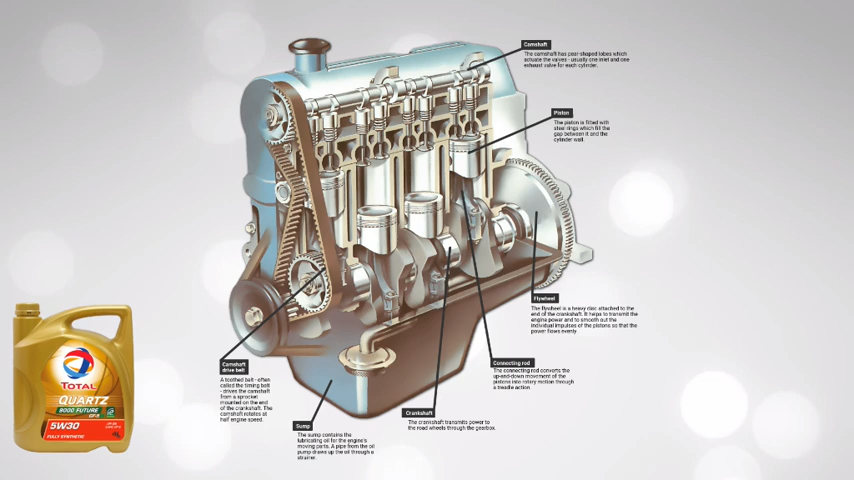 Camshaft
The camshaft has pear-shaped lobes which
actuate the valves - usually one inlet and one
exhaust valve for each cylinder.
Piston
The piston is fitted with
steel rings which fill the
gap between it and the
cylinder wall.
Flywheel
The flywheel is a heavy disc attached to the
end of the crankshaft. It helps to transmit the
engine power and to smooth out the
individual impulses of the pistons so that the
power flows evenly.
Connecting rod
The connecting rod converts the
up-and-down movement of the
pistons into rotary motion through
a treadle action.
Camshaft
drive belt
A toothed belt - often
called the timing belt
- drives the camshaft
from a sprocket
mounted on the end
of the crankshaft. The
camshaft rotates at
half engine speed.
Crankshaft
The crankshaft transmits power to
the road wheels through the gearbox.
Sump
The sump contains the
lubricating oil for the engine's
moving parts. A pipe from the oil
pump draws up the oil through a
strainer.
TOTAL
QUARTZ
9000 FUTURE
5W30
FULLY SYNTHETIC
4L